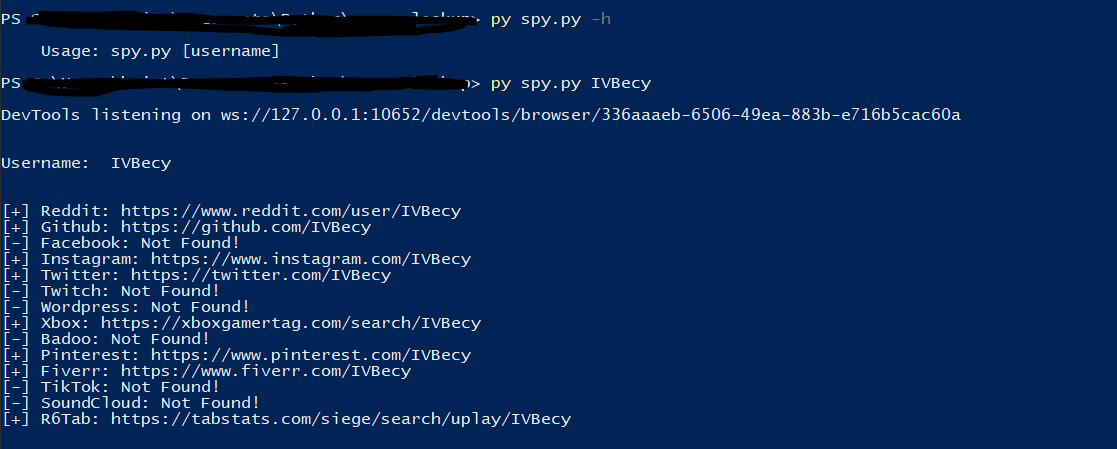 PS py spy.py -h
Usage: spy.py [username]
PS > py spy.py IVBecy
DevTools listening on ws://127.0.0.1:10652/devtools/browser/336aaaeb-6506-49ea-883b-e716b5cac60a
Username: IVBecy
[+] Reddit: https://www.reddit.com/user/IVBecy
[+] Github: https://github.com/IVBecy
[-] Facebook: Not Found!
[+] Instagram: https://www.instagram.com/IVBecy
[+] Twitter: https://twitter.com/IVBecy
[-] Twitch: Not Found!
[-] Wordpress: Not Found!
[+] Xbox: https://xboxgamertag.com/search/IVBecy
[-] Badoo: Not Found!
[+] Pinterest: https://www.pinterest.com/IVBecy
[+] Fiverr: https://www.fiverr.com/IVBecy
[-] TikTok: Not Found!
[-] SoundCloud: Not Found!
[+] R6Tab: https://tabstats.com/siege/search/uplay/IVBecy